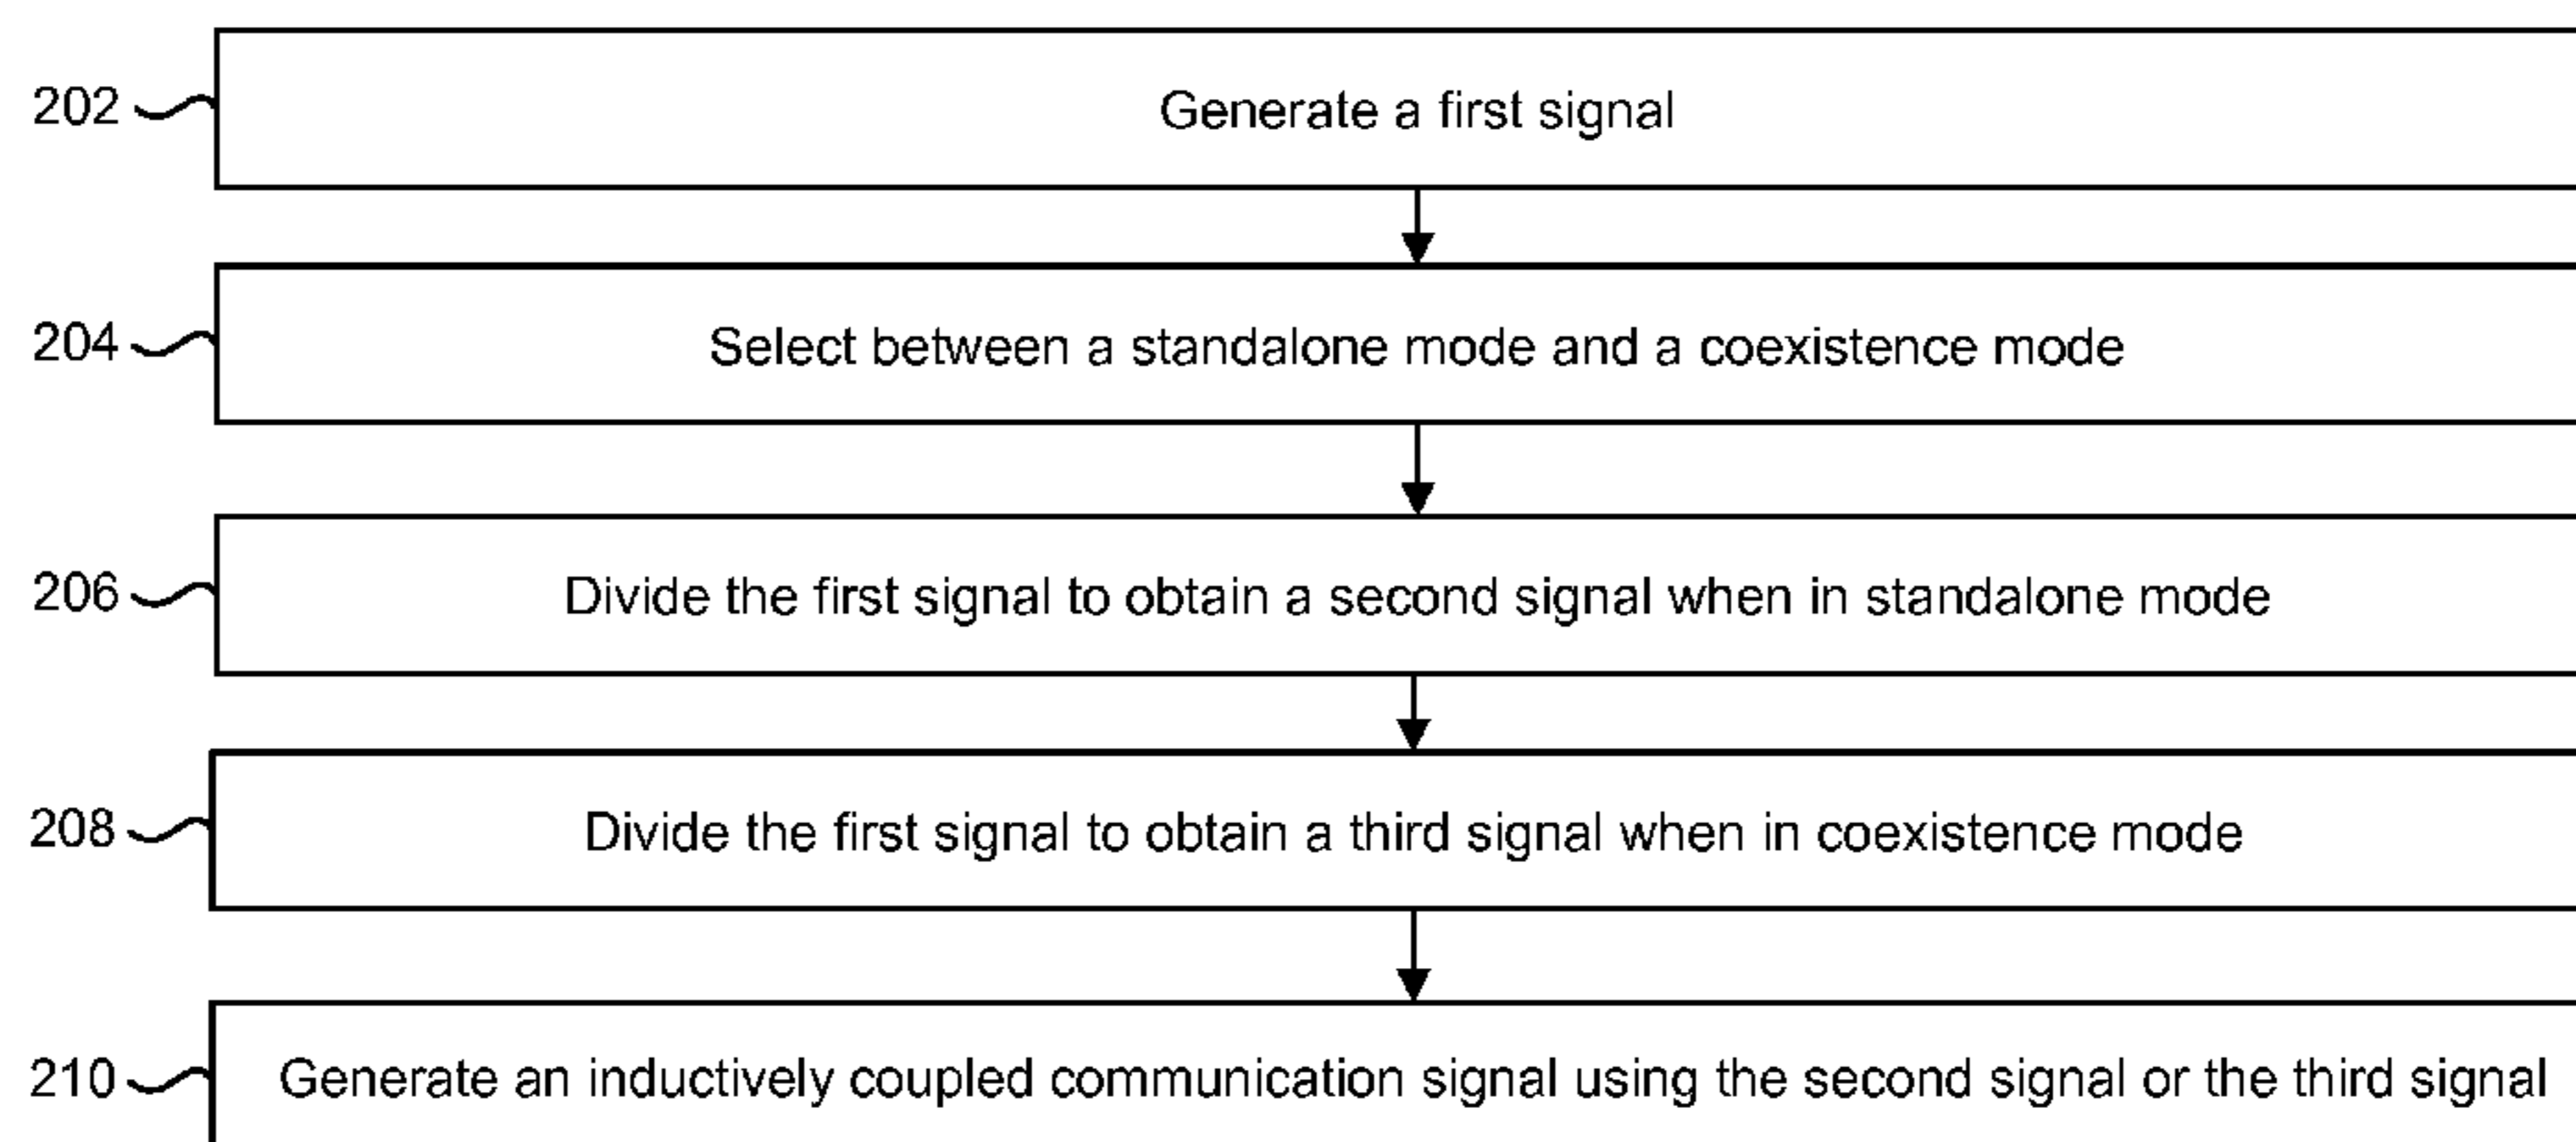 202 Generate a first signal
204 Select between a standalone mode and a coexistence mode
206 Divide the first signal to obtain a second signal when in standalone mode
208 Divide the first signal to obtain a third signal when in coexistence mode
210 Generate an inductively coupled communication signal using the second signal or the third signal